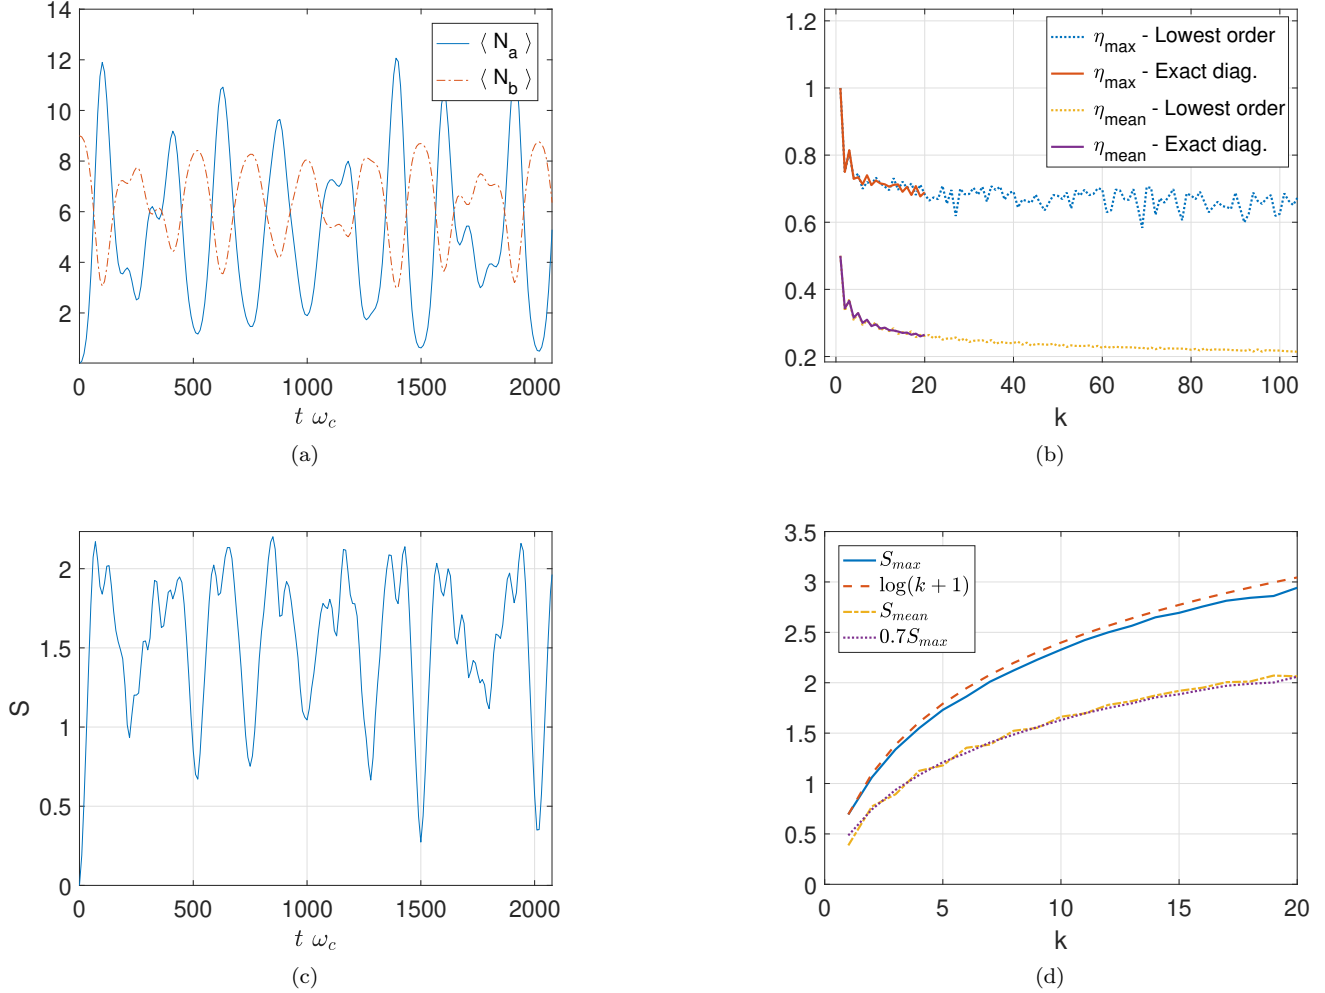 14
12
10
8
6
4
2
0
500
1000
1500
2000
⟨ N_a ⟩
⟨ N_b ⟩
t ω_c
(a)
1.2
1
0.8
0.6
0.4
0.2
0
20
40
60
80
100
η_max - Lowest order
η_max - Exact diag.
η_mean - Lowest order
η_mean - Exact diag.
k
(b)
S
2
1.5
1
0.5
0
0
500
1000
1500
2000
t ω_c
(c)
3.5
3
2.5
2
1.5
1
0.5
0
0
5
10
15
20
S_max
log(k + 1)
S_mean
0.7S_max
k
(d)